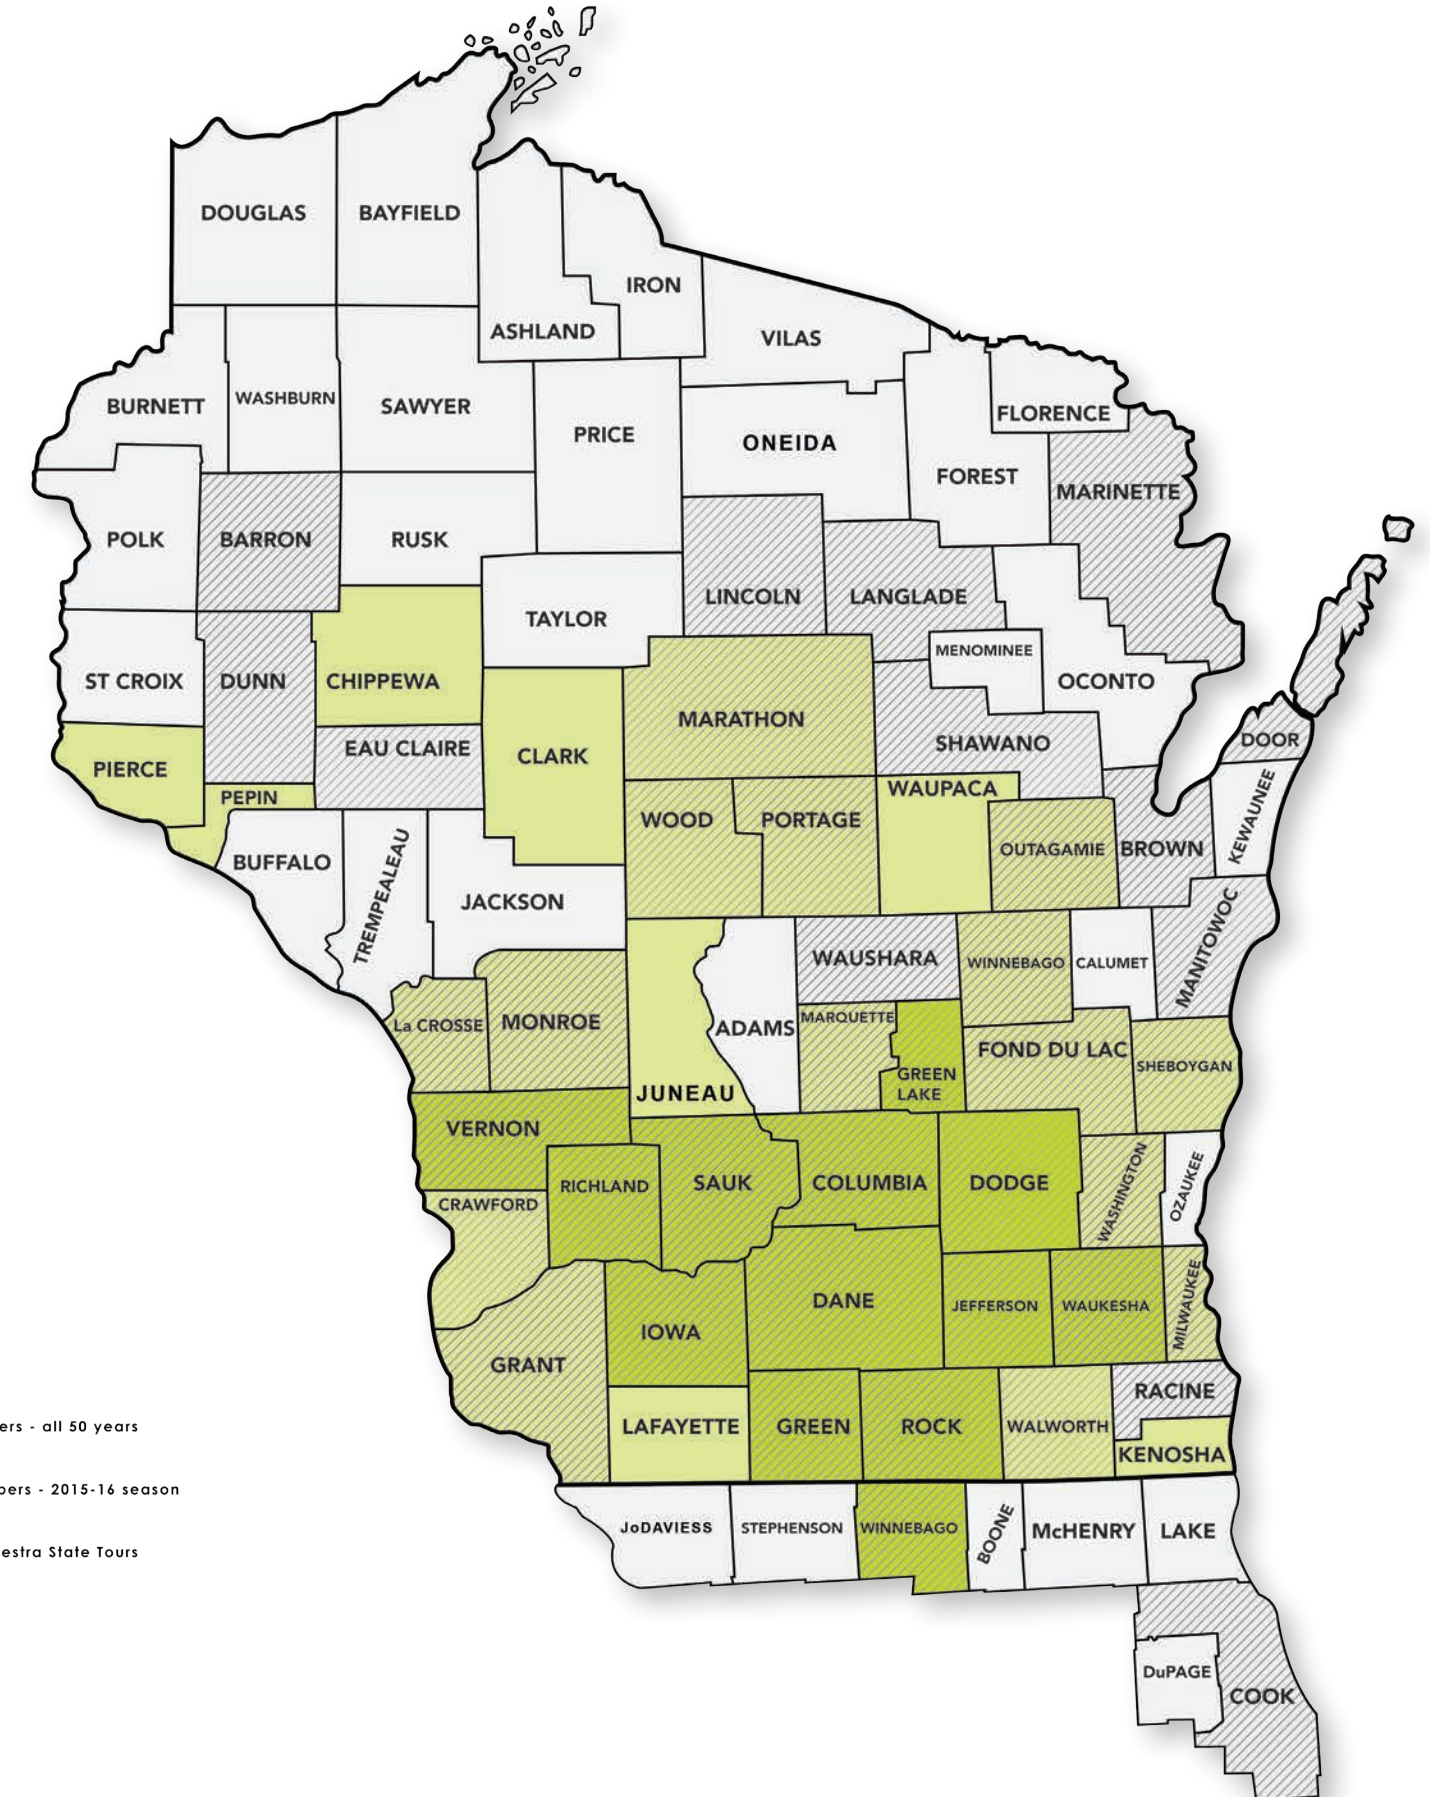 DOUGLAS
BAYFIELD
IRON
ASHLAND
VILAS
BURNETT
WASHBURN
SAWYER
FLORENCE
PRICE
ONEIDA
FOREST
MARINETTE
POLK
BARRON
RUSK
LINCOLN
LANGLADE
TAYLOR
MENOMINEE
ST CROIX
DUNN
CHIPPEWA
OCONTO
MARATHON
EAU CLAIRE
SHAWANO
DOOR
PIERCE
CLARK
PEPIN
WAUPACA
KEWAUNEE
WOOD
PORTAGE
OUTAGAMIE
BROWN
BUFFALO
TREMPEALEAU
JACKSON
MANITOWOC
WAUSHARA
WINNEBAGO
CALUMET
La CROSSE
MONROE
ADAMS
MARQUETTE
FOND DU LAC
GREEN
LAKE
SHEBOYGAN
JUNEAU
VERNON
RICHLAND
SAUK
COLUMBIA
DODGE
WASHINGTON
OZAUKEE
CRAWFORD
DANE
JEFFERSON
WAUKESHA
MILWAUKEE
IOWA
GRANT
RACINE
LAFAYETTE
GREEN
ROCK
WALWORTH
KENOSHA
ers - all 50 years
bers - 2015-16 season
estra State Tours
JoDAVIESS
STEPHENSON
WINNEBAGO
BOONE
McHENRY
LAKE
DuPAGE
COOK